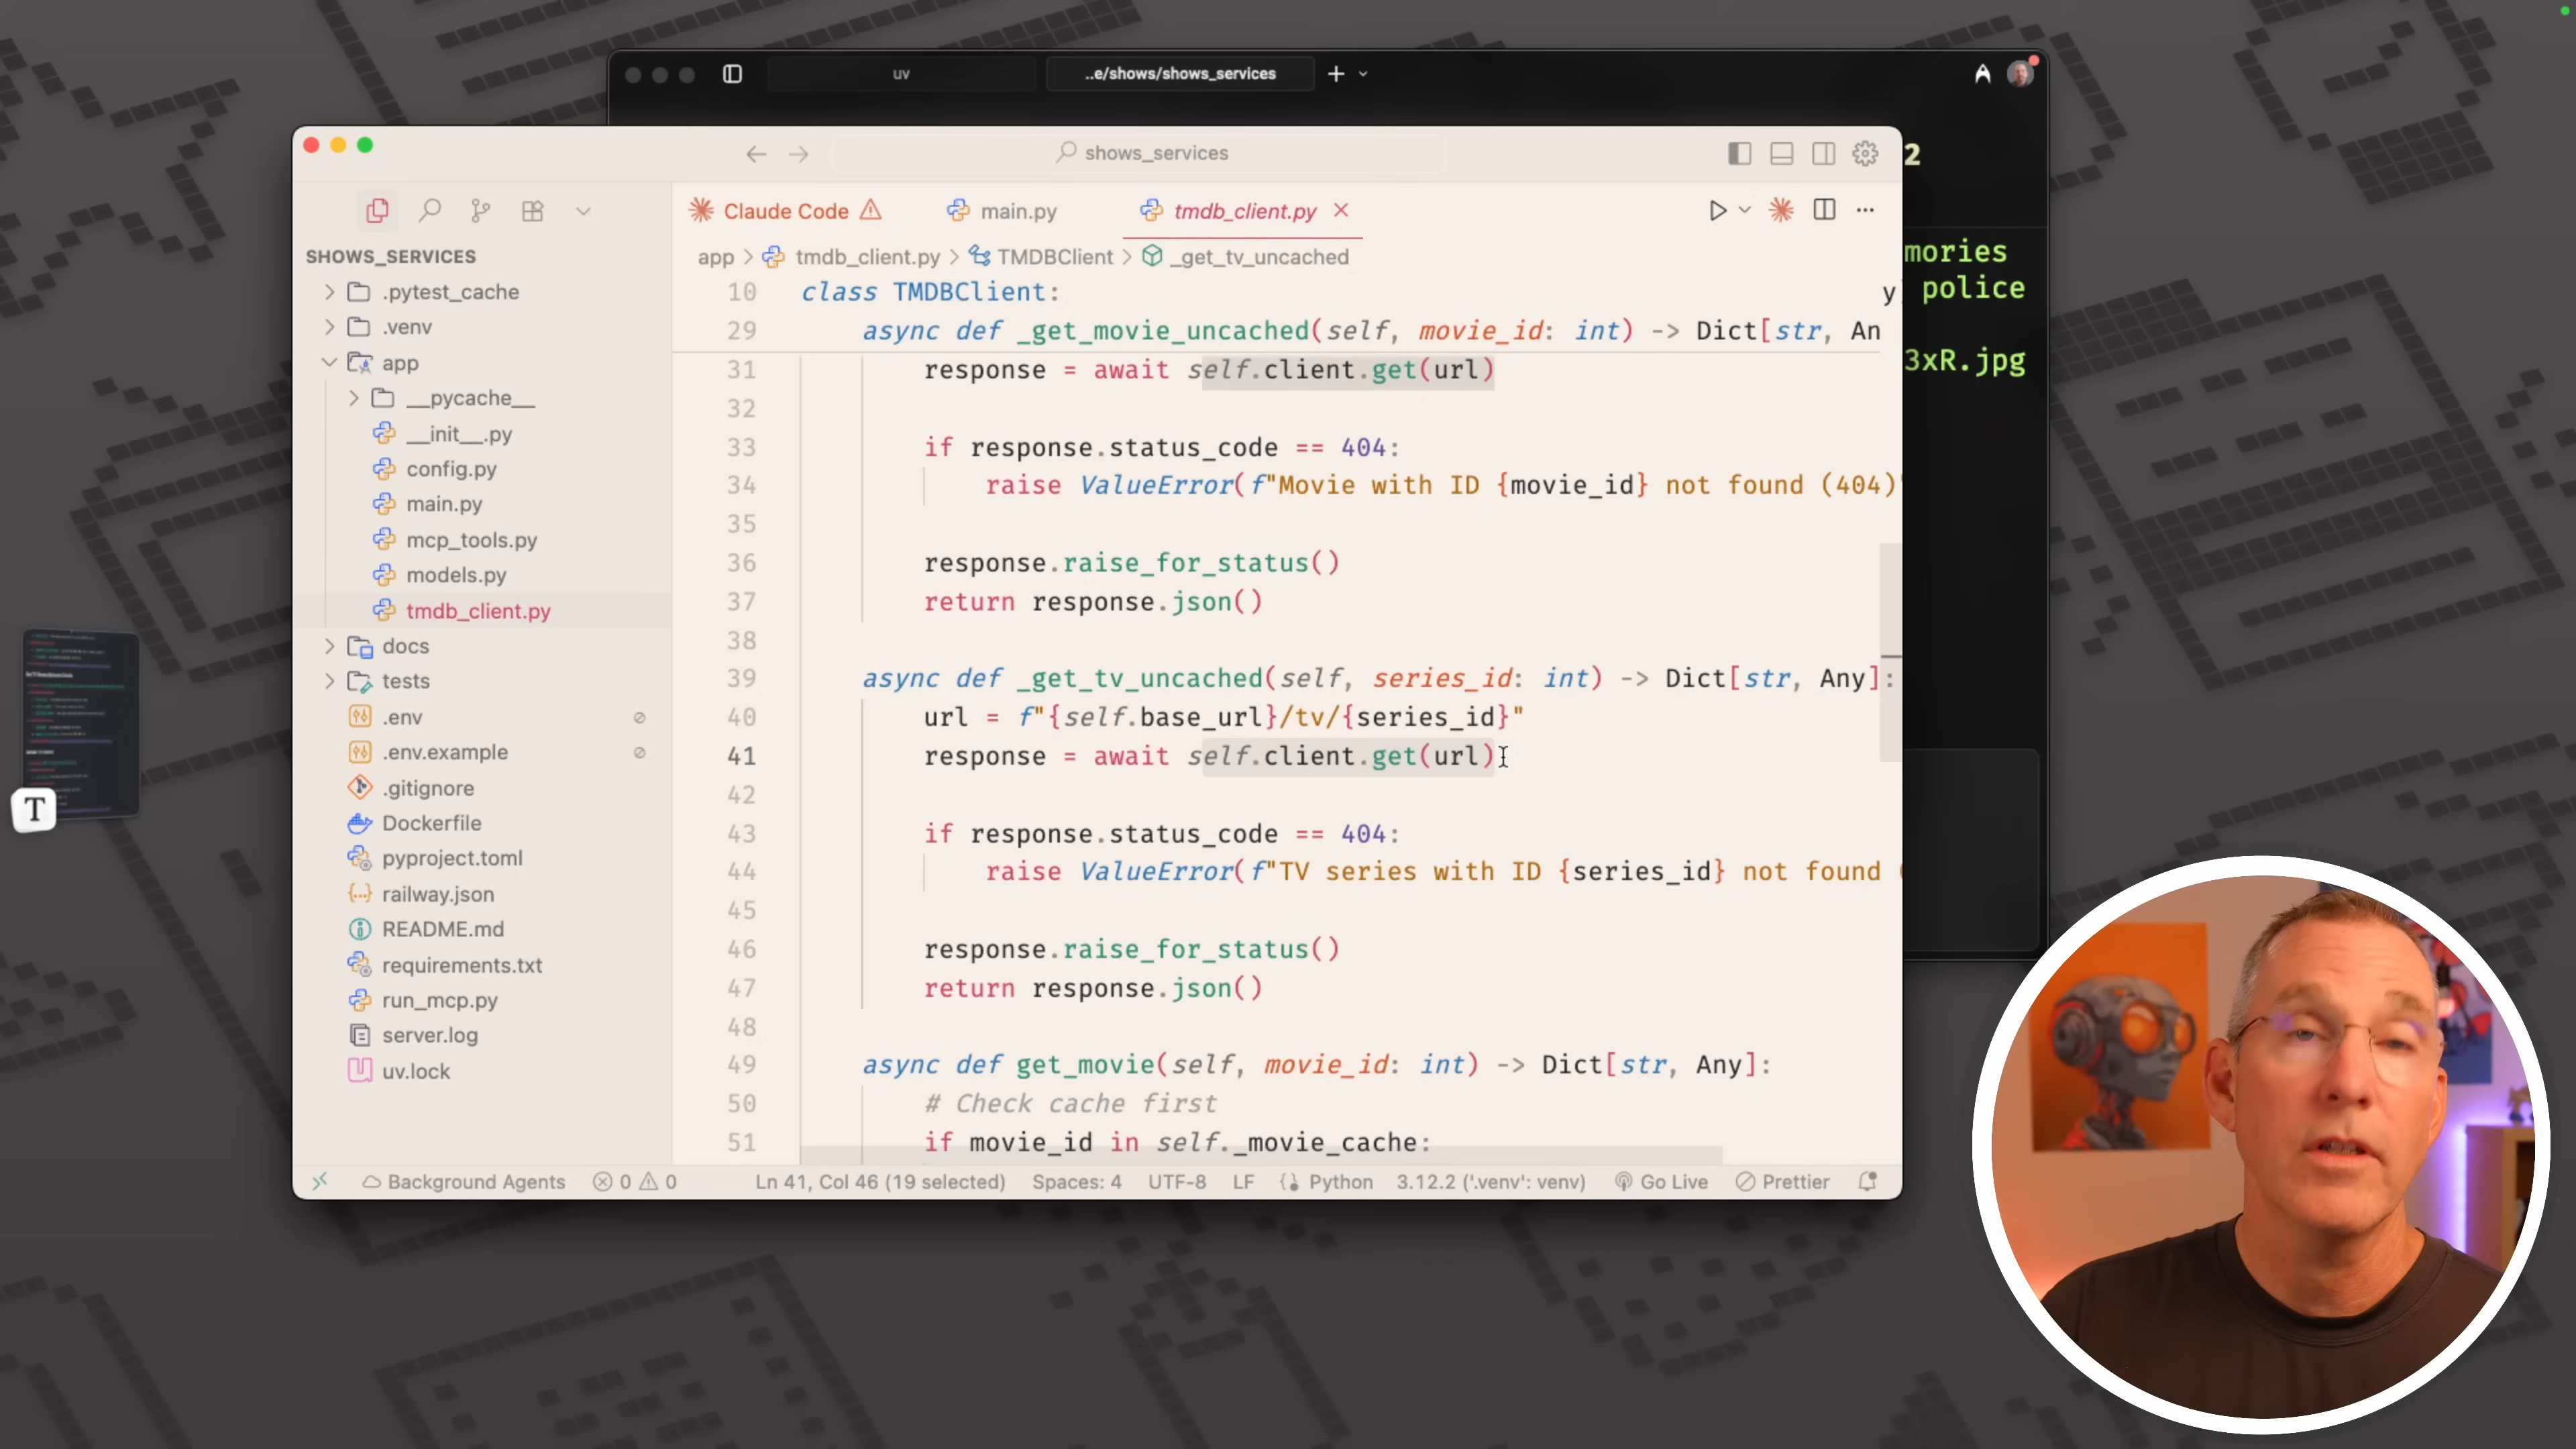 uv
..e/shows/shows_services
2
shows_services
mories
police
3xR.jpg
Claude Code
main.py
tmdb_client.py
SHOWS_SERVICES
.pytest_cache
.venv
app
__pycache__
__init__.py
config.py
main.py
mcp_tools.py
models.py
tmdb_client.py
docs
tests
.env
.env.example
.gitignore
Dockerfile
pyproject.toml
railway.json
README.md
requirements.txt
run_mcp.py
server.log
uv.lock
app > tmdb_client.py > TMDBClient > _get_tv_uncached
10 class TMDBClient:
y
29 async def _get_movie_uncached(self, movie_id: int) -> Dict[str, An
31 response = await self.client.get(url)
32
33 if response.status_code == 404:
34 raise ValueError(f"Movie with ID {movie_id} not found (404)"
35
36 response.raise_for_status()
37 return response.json()
38
39 async def _get_tv_uncached(self, series_id: int) -> Dict[str, Any]:
40 url = f"{self.base_url}/tv/{series_id}"
41 response = await self.client.get(url)
42
43 if response.status_code == 404:
44 raise ValueError(f"TV series with ID {series_id} not found (
45
46 response.raise_for_status()
47 return response.json()
48
49 async def get_movie(self, movie_id: int) -> Dict[str, Any]:
50 # Check cache first
51 if movie_id in self._movie_cache:
Background Agents 0 0 Ln 41, Col 46 (19 selected) Spaces: 4 UTF-8 LF Python 3.12.2 ('.venv': venv) Go Live Prettier
T